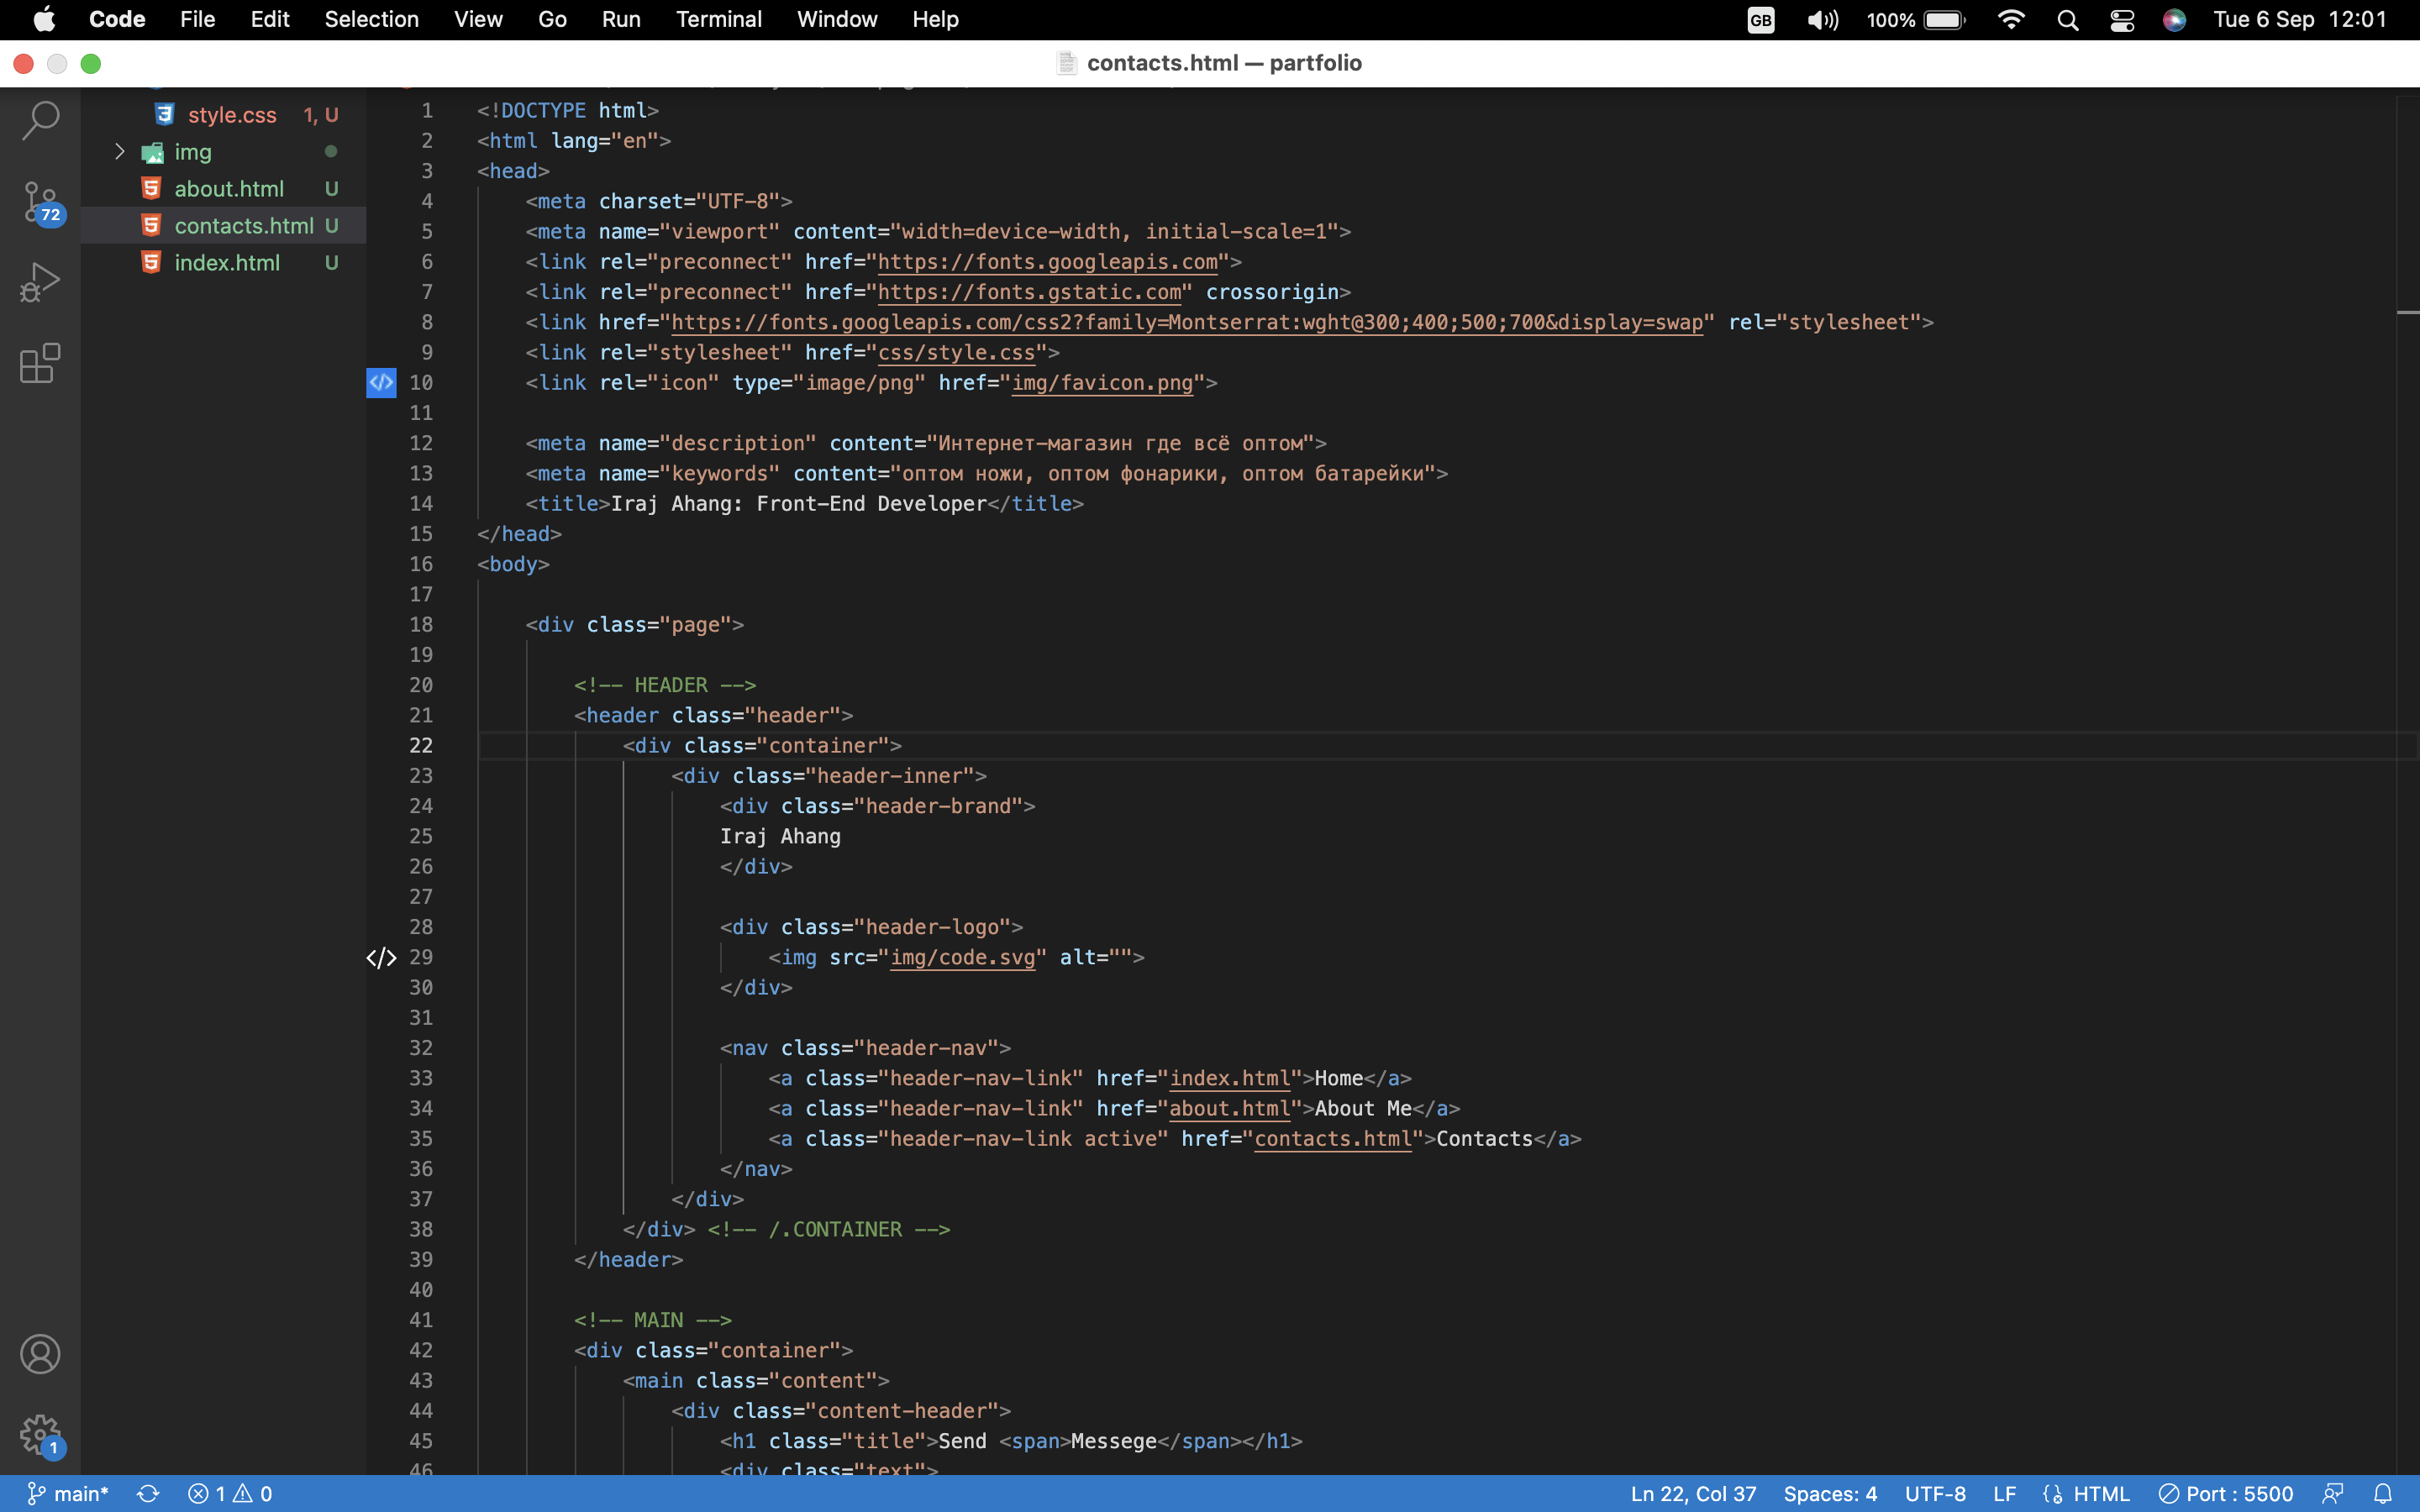 Code File Edit Selection View Go Run Terminal Window Help GB 100% Tue 6 Sep 12:01
contacts.html — partfolio
style.css 1, U
img
about.html U
contacts.html U
index.html U
72
1
1 <!DOCTYPE html>
2 <html lang="en">
3 <head>
4 <meta charset="UTF-8">
5 <meta name="viewport" content="width=device-width, initial-scale=1">
6 <link rel="preconnect" href="https://fonts.googleapis.com">
7 <link rel="preconnect" href="https://fonts.gstatic.com" crossorigin>
8 <link href="https://fonts.googleapis.com/css2?family=Montserrat:wght@300;400;500;700&display=swap" rel="stylesheet">
9 <link rel="stylesheet" href="css/style.css">
10 <link rel="icon" type="image/png" href="img/favicon.png">
11
12 <meta name="description" content="Интернет-магазин где всё оптом">
13 <meta name="keywords" content="оптом ножи, оптом фонарики, оптом батарейки">
14 <title>Iraj Ahang: Front-End Developer</title>
15 </head>
16 <body>
17
18 <div class="page">
19
20 <!-- HEADER -->
21 <header class="header">
22 <div class="container">
23 <div class="header-inner">
24 <div class="header-brand">
25 Iraj Ahang
26 </div>
27
28 <div class="header-logo">
29 <img src="img/code.svg" alt="">
30 </div>
31
32 <nav class="header-nav">
33 <a class="header-nav-link" href="index.html">Home</a>
34 <a class="header-nav-link" href="about.html">About Me</a>
35 <a class="header-nav-link active" href="contacts.html">Contacts</a>
36 </nav>
37 </div>
38 </div> <!-- /.CONTAINER -->
39 </header>
40
41 <!-- MAIN -->
42 <div class="container">
43 <main class="content">
44 <div class="content-header">
45 <h1 class="title">Send <span>Messege</span></h1>
46 <div class="text">
main* 1 0 Ln 22, Col 37 Spaces: 4 UTF-8 LF HTML Port : 5500